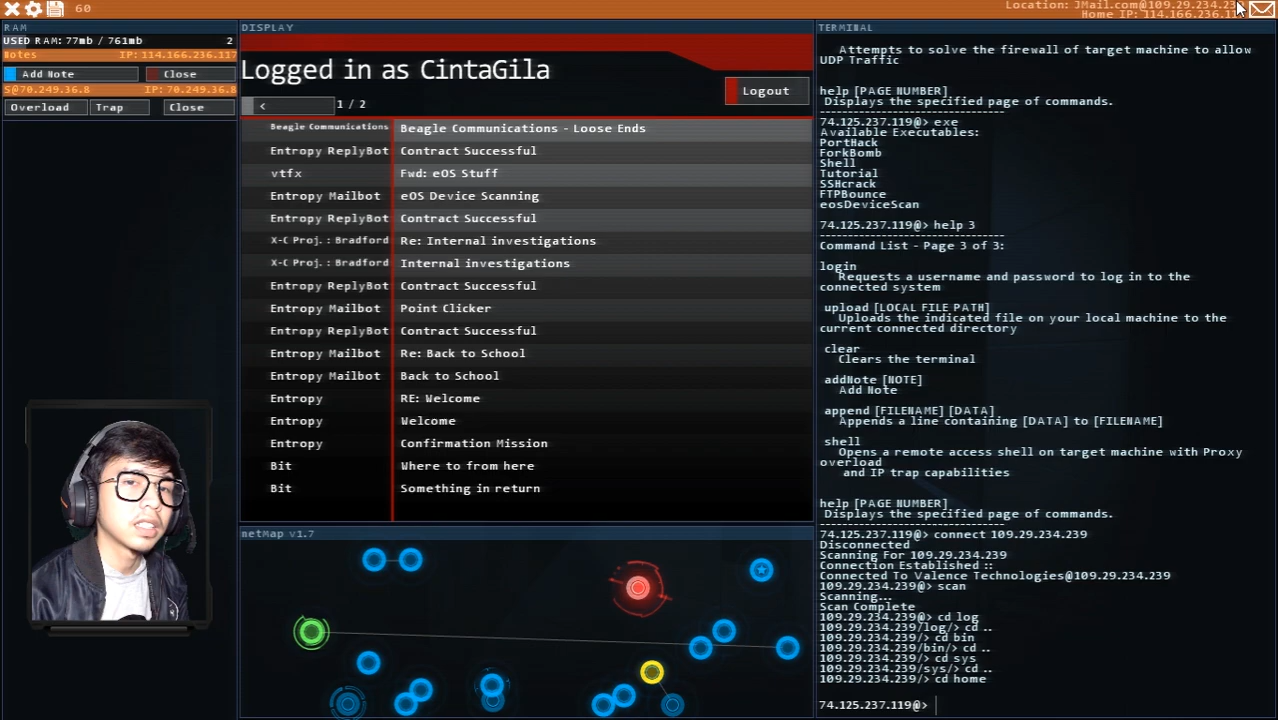 60
Location: JMail.com@109.29.234.23
Home IP: 114.166.236.11
RAM
USED RAM: 77mb / 761mb 2
Notes IP: 114.166.236.117
Add Note Close
S@70.249.36.8 IP: 70.249.36.8
Overload Trap Close
DISPLAY
Logged in as CintaGila
Logout
< 1 / 2
Beagle Communications Beagle Communications - Loose Ends
Entropy ReplyBot Contract Successful
vtfx Fwd: eOS Stuff
Entropy Mailbot eOS Device Scanning
Entropy ReplyBot Contract Successful
X-C Proj. : Bradford Re: Internal investigations
X-C Proj. : Bradford Internal investigations
Entropy ReplyBot Contract Successful
Entropy Mailbot Point Clicker
Entropy ReplyBot Contract Successful
Entropy Mailbot Re: Back to School
Entropy Mailbot Back to School
Entropy RE: Welcome
Entropy Welcome
Entropy Confirmation Mission
Bit Where to from here
Bit Something in return
netMap v1.7
TERMINAL
Attempts to solve the firewall of target machine to allow
UDP Traffic
help [PAGE NUMBER]
Displays the specified page of commands.
---------------------------------
74.125.237.119@> exe
Available Executables:
PortHack
ForkBomb
Shell
Tutorial
SSHcrack
FTPBounce
eosDeviceScan
74.125.237.119@> help 3
---------------------------------
Command List - Page 3 of 3:
login
Requests a username and password to log in to the
connected system
upload [LOCAL FILE PATH]
Uploads the indicated file on your local machine to the
current connected directory
clear
Clears the terminal
addNote [NOTE]
Add Note
append [FILENAME] [DATA]
Appends a line containing [DATA] to [FILENAME]
shell
Opens a remote access shell on target machine with Proxy
overload
and IP trap capabilities
help [PAGE NUMBER]
Displays the specified page of commands.
---------------------------------
74.125.237.119@> connect 109.29.234.239
Disconnected
Scanning For 109.29.234.239
Connection Established ::
Connected To Valence Technologies@109.29.234.239
109.29.234.239@> scan
Scanning...
Scan Complete
109.29.234.239@> cd log
109.29.234.239/log/> cd ..
109.29.234.239/> cd bin
109.29.234.239/bin/> cd ..
109.29.234.239/> cd sys
109.29.234.239/sys/> cd ..
109.29.234.239/> cd home
74.125.237.119@>